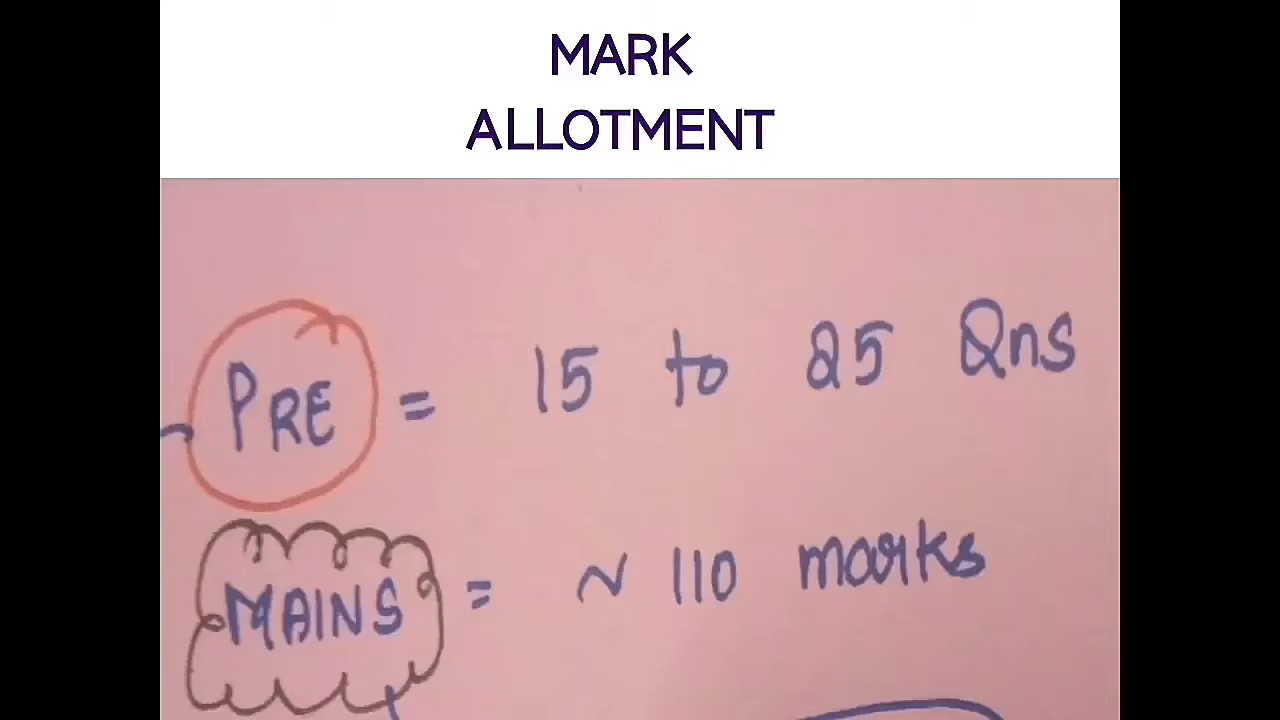 MARK
ALLOTMENT
PRE = 15 to 25 Qns
MAINS = ~ 110 marks